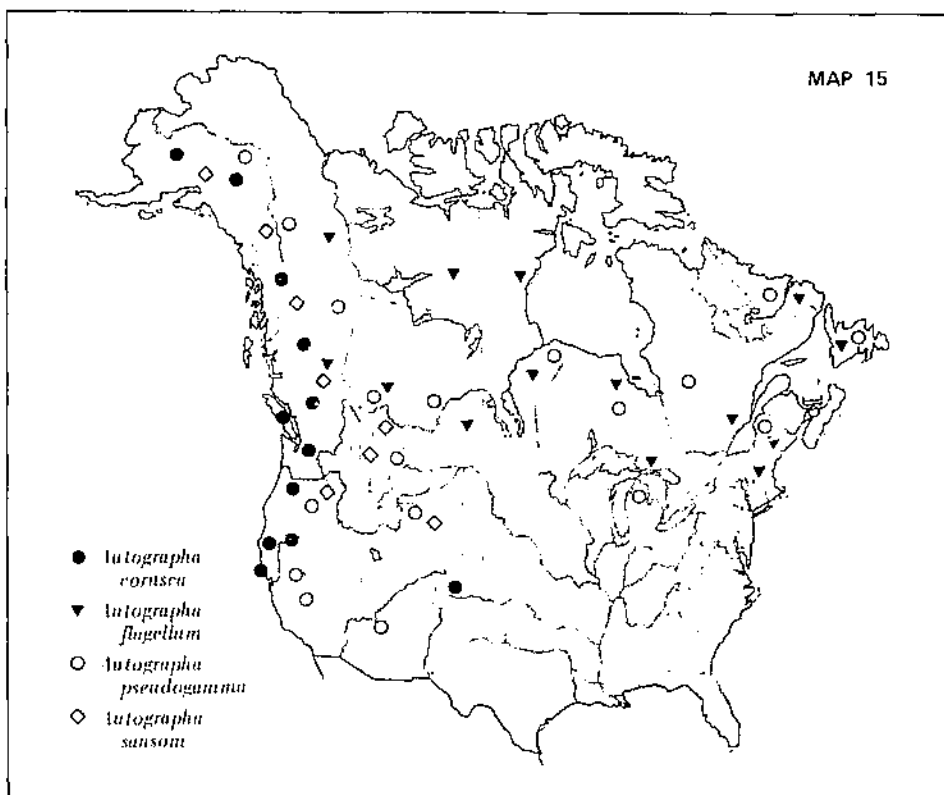 MAP 15
Autographa
corusca
Autographa
flagellum
Autographa
pseudogamma
Autographa
sansoni